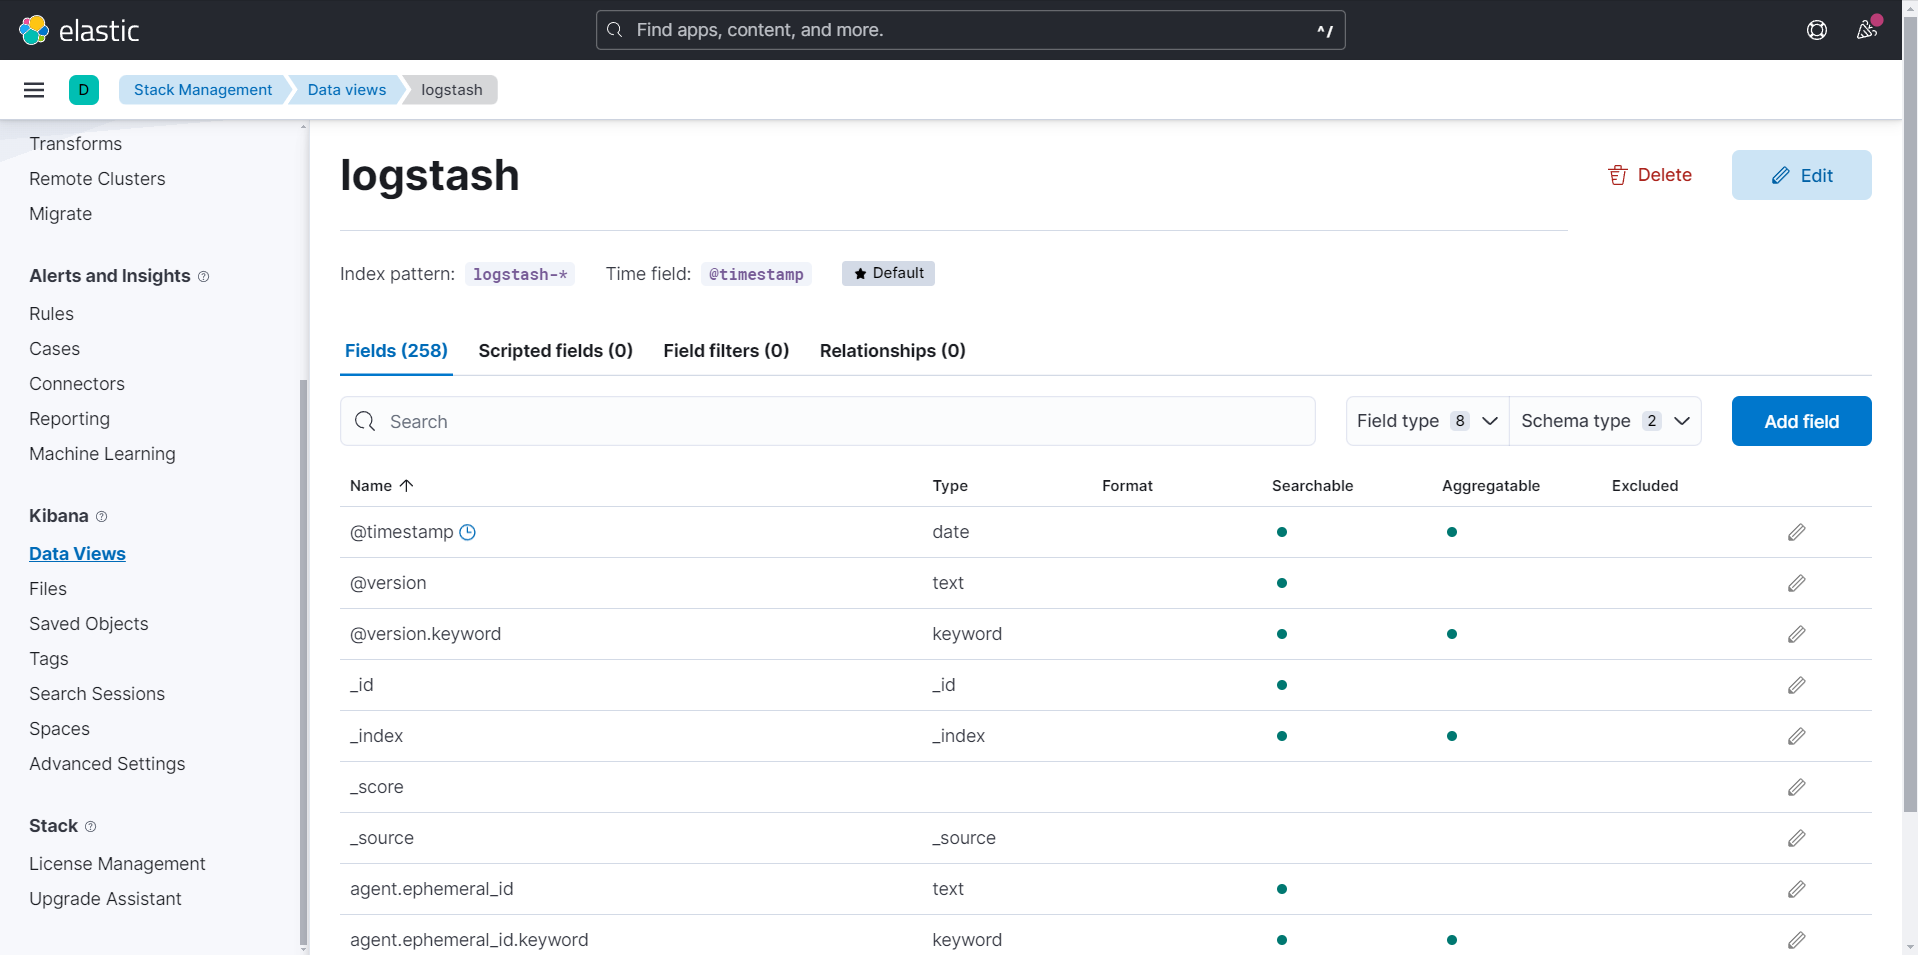 elastic
Find apps, content, and more.
^/
D
Stack Management
Data views
logstash
Transforms
Remote Clusters
Migrate
Alerts and Insights
Rules
Cases
Connectors
Reporting
Machine Learning
Kibana
Data Views
Files
Saved Objects
Tags
Search Sessions
Spaces
Advanced Settings
Stack
License Management
Upgrade Assistant
logstash
Delete
Edit
Index pattern: logstash-* Time field: @timestamp Default
Fields (258) Scripted fields (0) Field filters (0) Relationships (0)
Search
Field type 8
Schema type 2
Add field
Name Type Format Searchable Aggregatable Excluded
@timestamp date
@version text
@version.keyword keyword
_id _id
_index _index
_score
_source _source
agent.ephemeral_id text
agent.ephemeral_id.keyword keyword